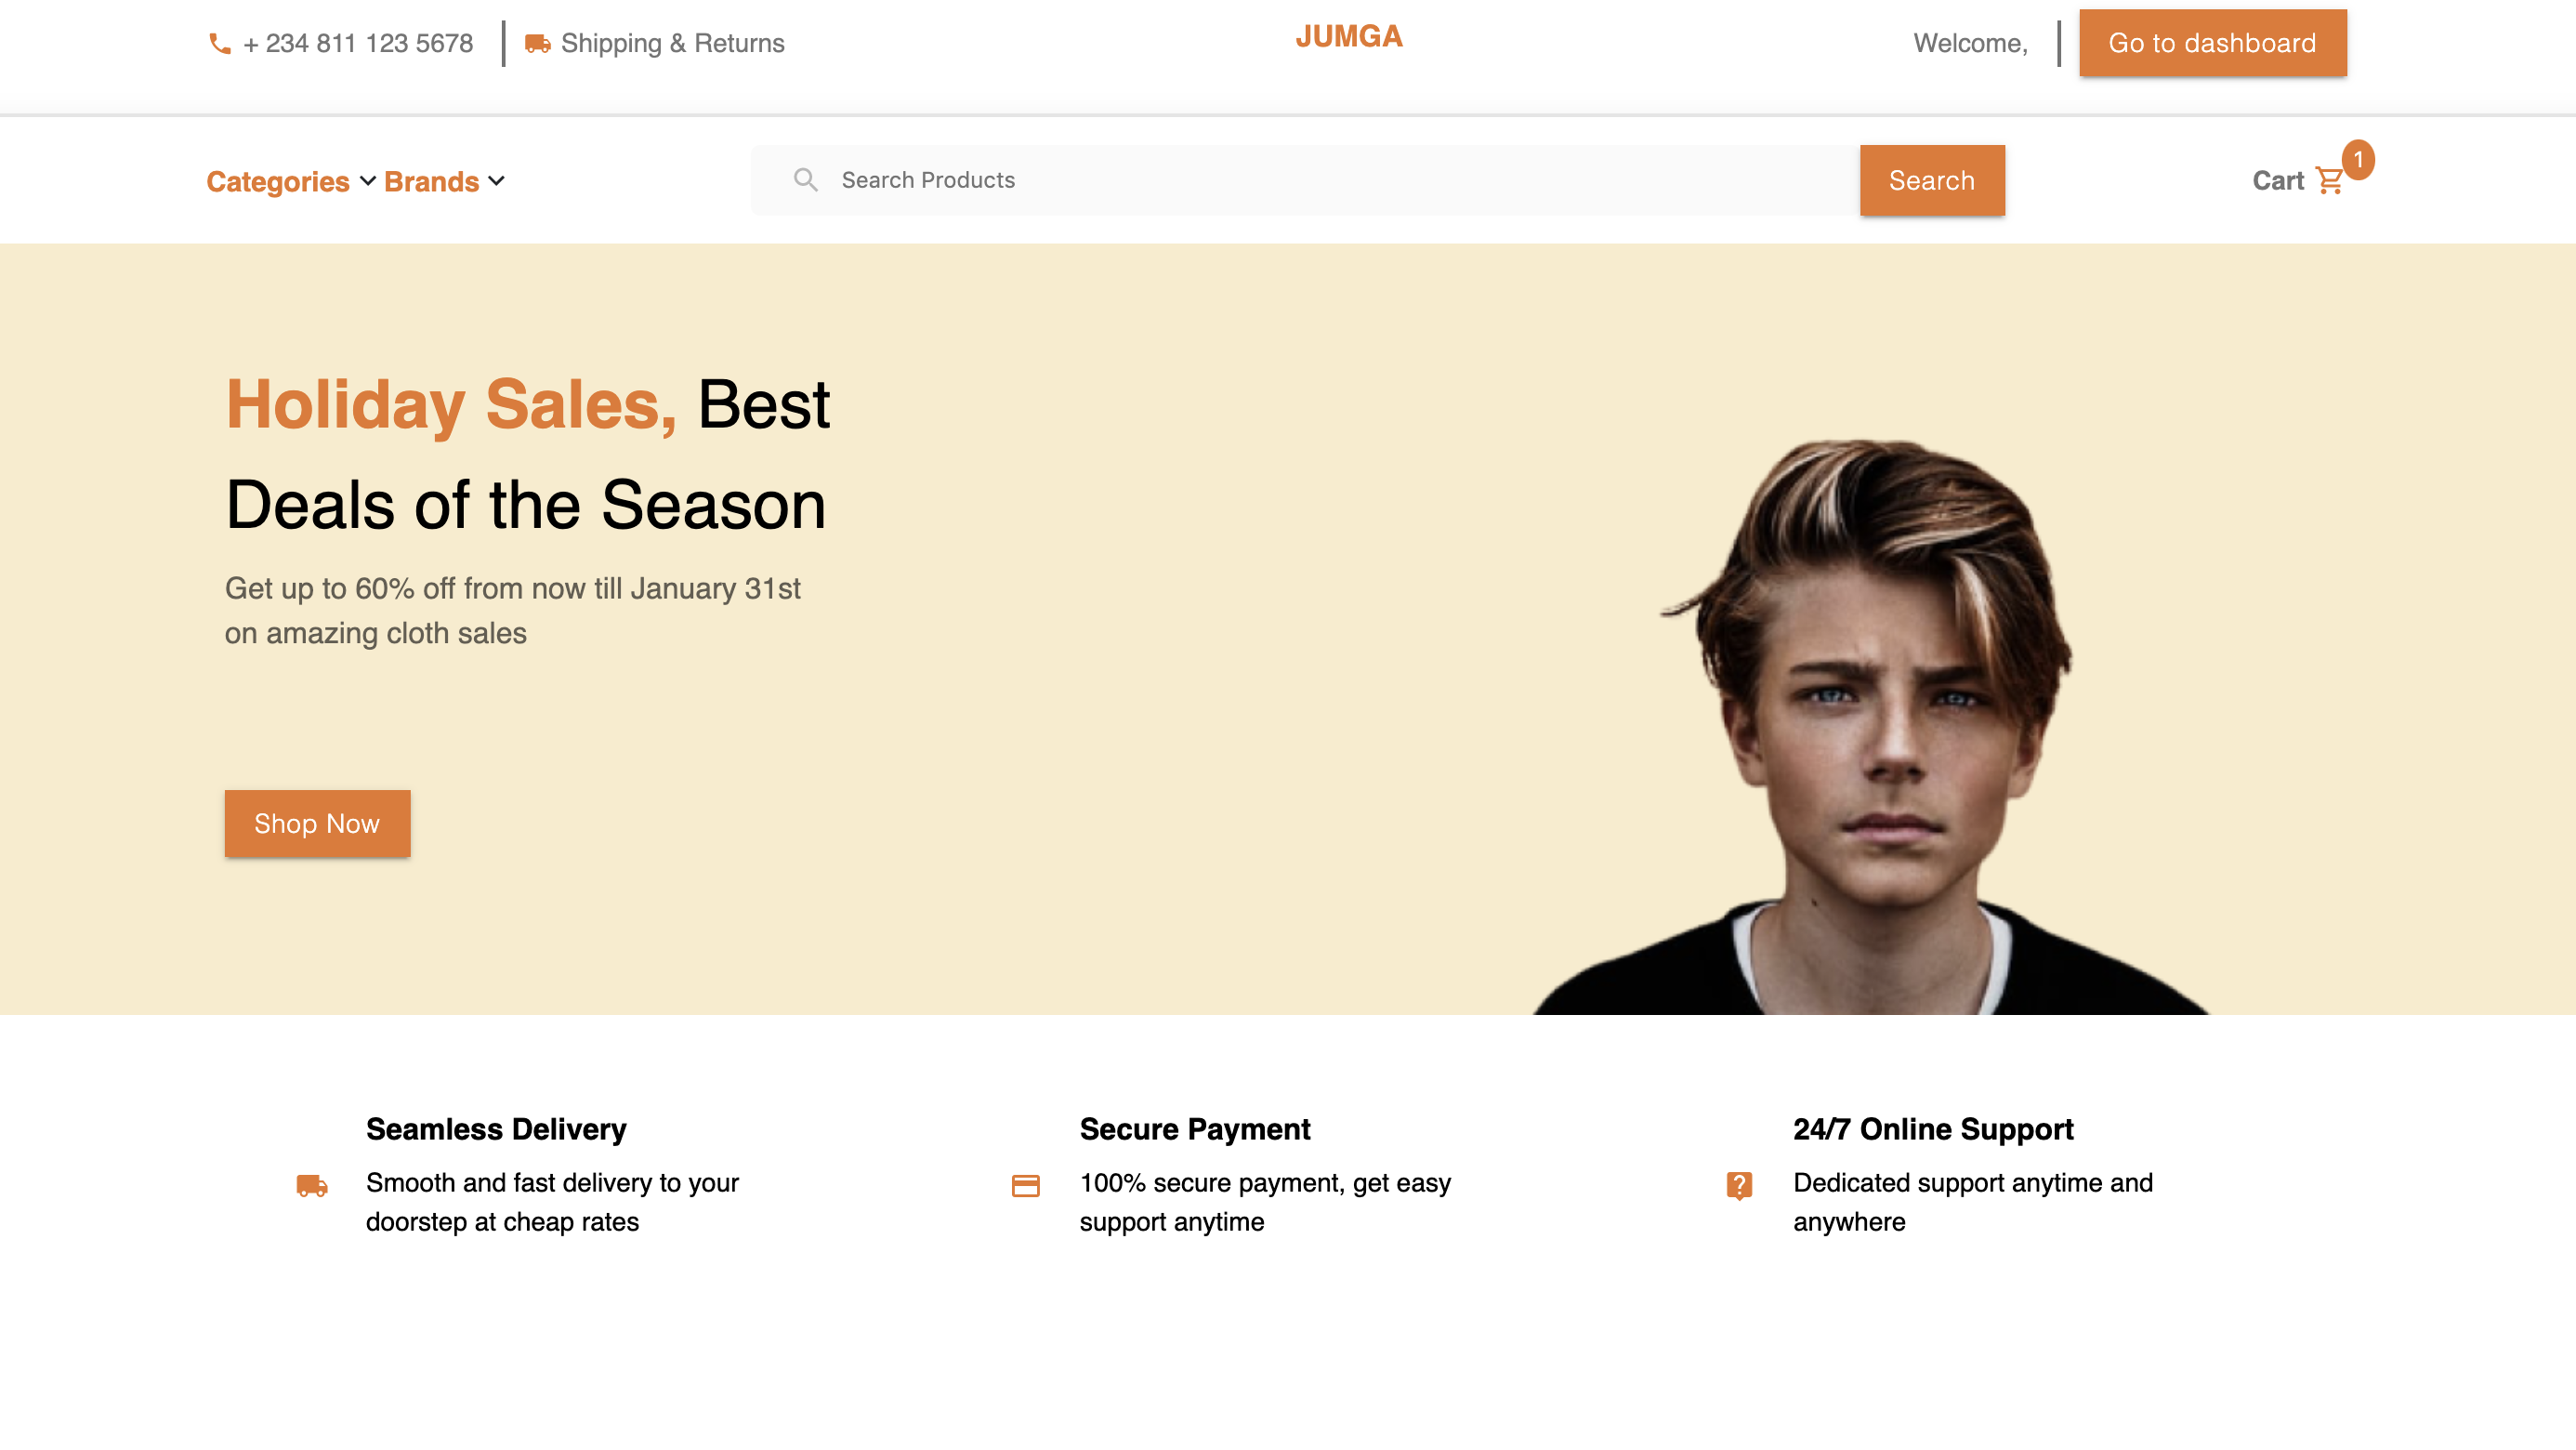 + 234 811 123 5678
Shipping & Returns
JUMGA
Welcome,
Go to dashboard
Categories
Brands
Search Products
Search
Cart
1
Holiday Sales, Best
Deals of the Season
Get up to 60% off from now till January 31st
on amazing cloth sales
Shop Now
Seamless Delivery
Smooth and fast delivery to your
doorstep at cheap rates
Secure Payment
100% secure payment, get easy
support anytime
24/7 Online Support
Dedicated support anytime and
anywhere